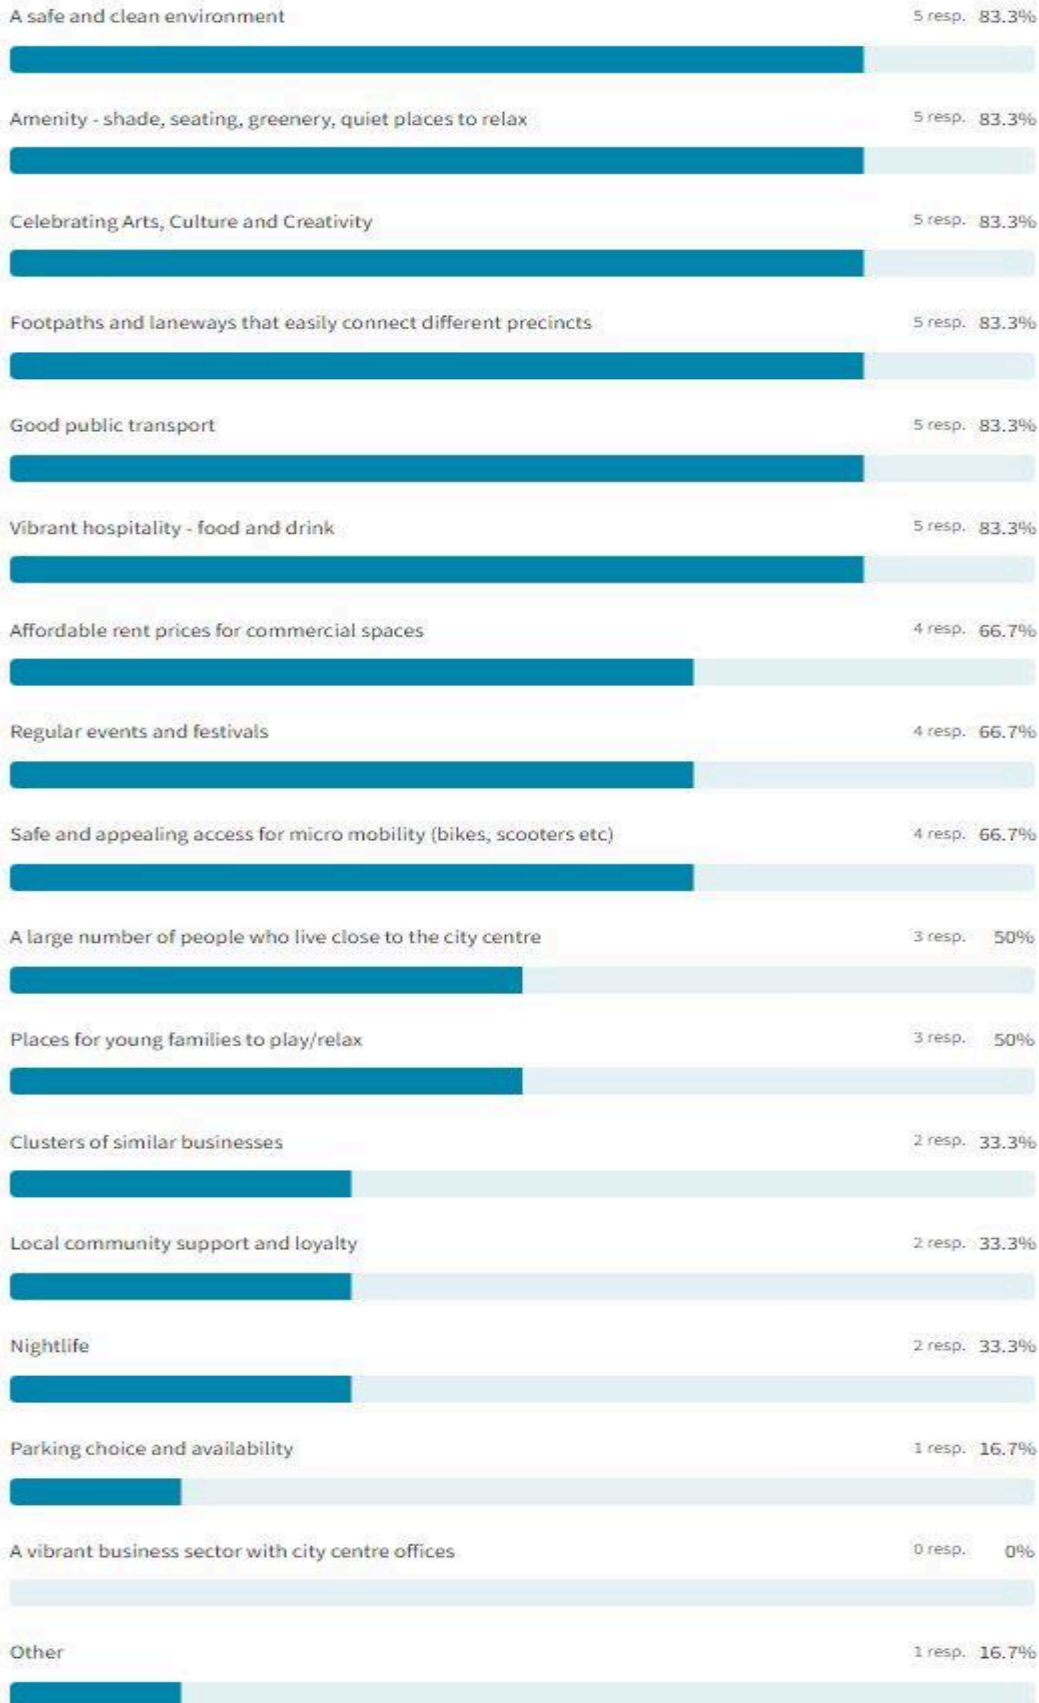 A safe and clean environment 5 resp. 83.3%
Amenity - shade, seating, greenery, quiet places to relax 5 resp. 83.3%
Celebrating Arts, Culture and Creativity 5 resp. 83.3%
Footpaths and laneways that easily connect different precincts 5 resp. 83.3%
Good public transport 5 resp. 83.3%
Vibrant hospitality - food and drink 5 resp. 83.3%
Affordable rent prices for commercial spaces 4 resp. 66.7%
Regular events and festivals 4 resp. 66.7%
Safe and appealing access for micro mobility (bikes, scooters etc) 4 resp. 66.7%
A large number of people who live close to the city centre 3 resp. 50%
Places for young families to play/relax 3 resp. 50%
Clusters of similar businesses 2 resp. 33.3%
Local community support and loyalty 2 resp. 33.3%
Nightlife 2 resp. 33.3%
Parking choice and availability 1 resp. 16.7%
A vibrant business sector with city centre offices 0 resp. 0%
Other 1 resp. 16.7%